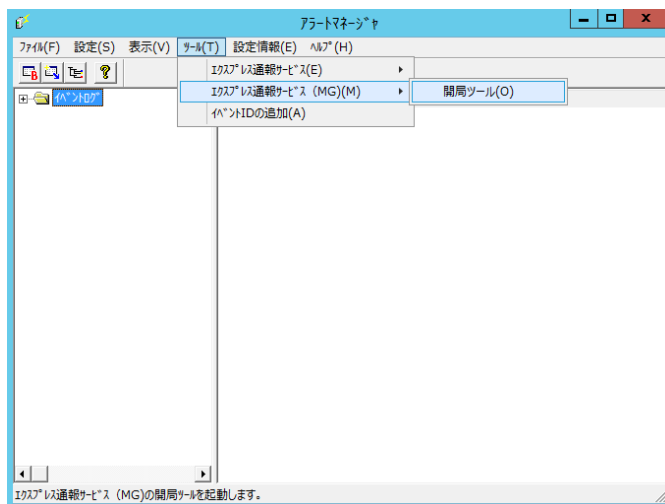 アラートマネージャ
ファイル(F) 設定(S) 表示(V) ツール(T) 設定情報(E) ヘルプ(H)
エクスプレス通報サービス(E)
エクスプレス通報サービス (MG)(M)
開局ツール(O)
イベントログ
イベントIDの追加(A)
エクスプレス通報サービス (MG)の開局ツールを起動します。